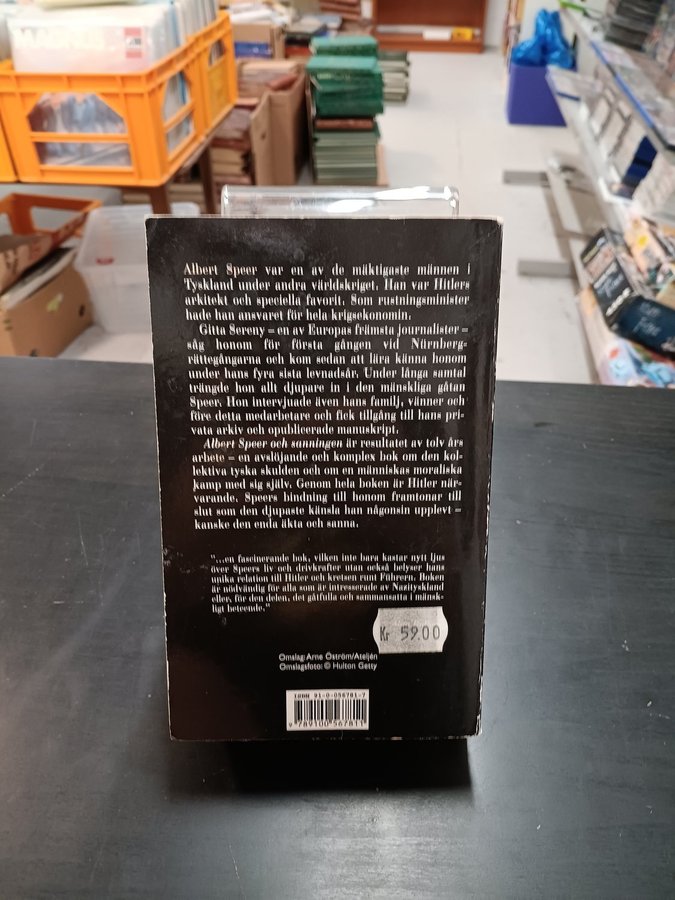 MAGNUM
Albert Speer var en av de mäktigaste männen i
Tyskland under andra världskriget. Han var Hitlers
arkitekt och speciella favorit. Som rustningsminister
hade han ansvaret för hela krigsekonomin.
Gitta Sereny – en av Europas främsta journalister –
såg honom för första gången vid Nürnberg-
rättegångarna och kom sedan att lära känna honom
under hans fyra sista levnadsår. Under långa samtal
trängde hon allt djupare in i den mänskliga gåtan
Speer. Hon intervjuade även hans familj, vänner och
före detta medarbetare och fick tillgång till hans pri-
vata arkiv och opublicerade manuskript.
Albert Speer och sanningen är resultatet av tolv års
arbete – en avslöjande och komplex bok om den kol-
lektiva tyska skulden och om en människas moraliska
kamp med sig själv. Genom hela boken är Hitler när-
varande. Speers bindning till honom framtonar till
slut som den djupaste känsla han någonsin upplevt –
kanske den enda äkta och sanna.
"...en fascinerande bok, vilken inte bara kastar nytt ljus
över Speers liv och drivkrafter utan också belyser hans
unika relation till Hitler och kretsen runt Führern. Boken
är nödvändig för alla som är intresserade av Nazityskland
eller, för den delen, det gåtfulla och sammansatta i mänsk-
ligt beteende."
Kr 59.00
Omslag: Arne Öström/Ateljén
Omslagsfoto: © Hulton Getty
ISBN 91-0-056781-7
9 789100 567811